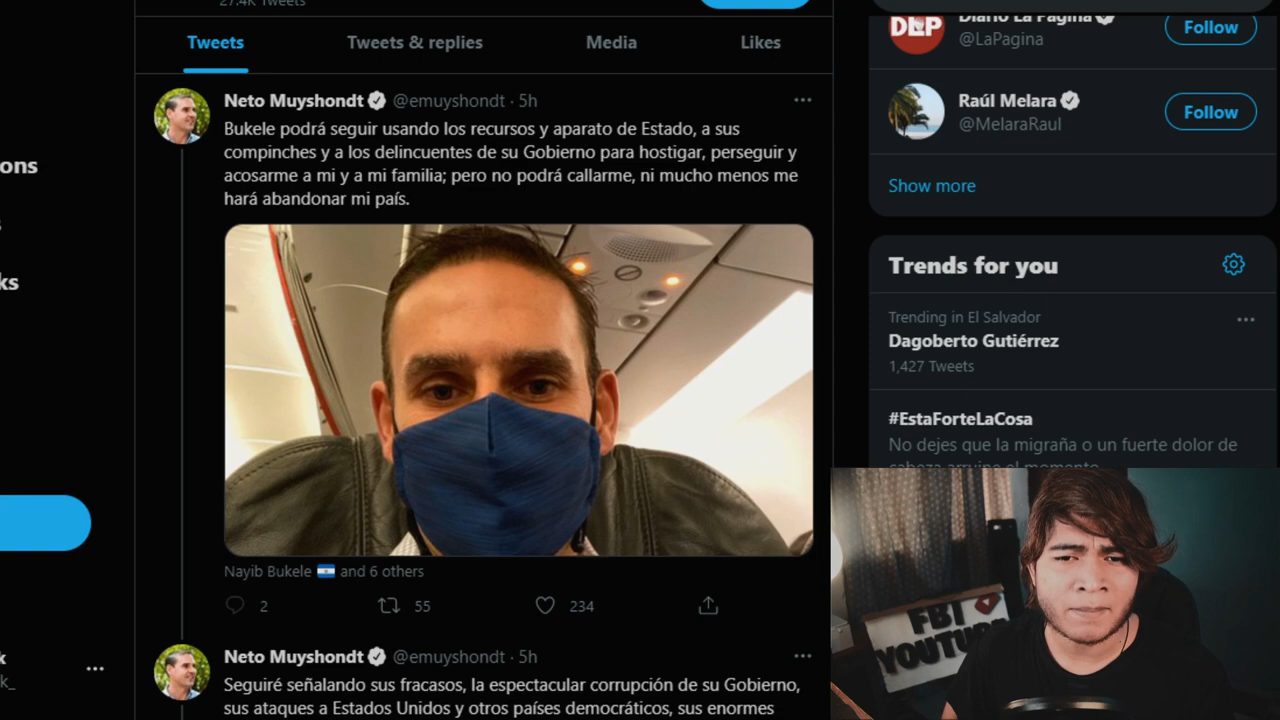 27.4K Tweets
Tweets
Tweets & replies
Media
Likes
Neto Muyshondt @emuyshondt · 5h
Bukele podrá seguir usando los recursos y aparato de Estado, a sus
compinches y a los delincuentes de su Gobierno para hostigar, perseguir y
acosarme a mi y a mi familia; pero no podrá callarme, ni mucho menos me
hará abandonar mi país.
Nayib Bukele and 6 others
2
55
234
Neto Muyshondt @emuyshondt · 5h
Seguiré señalando sus fracasos, la espectacular corrupción de su Gobierno,
sus ataques a Estados Unidos y otros países democráticos, sus enormes
ons
s
ks
k
k_
DLP
Diario La Página
@LaPagina
Follow
Raúl Melara
@MelaraRaul
Follow
Show more
Trends for you
Trending in El Salvador
Dagoberto Gutiérrez
1,427 Tweets
#EstaForteLaCosa
No dejes que la migraña o un fuerte dolor de
cabeza arruine el momento
FBI